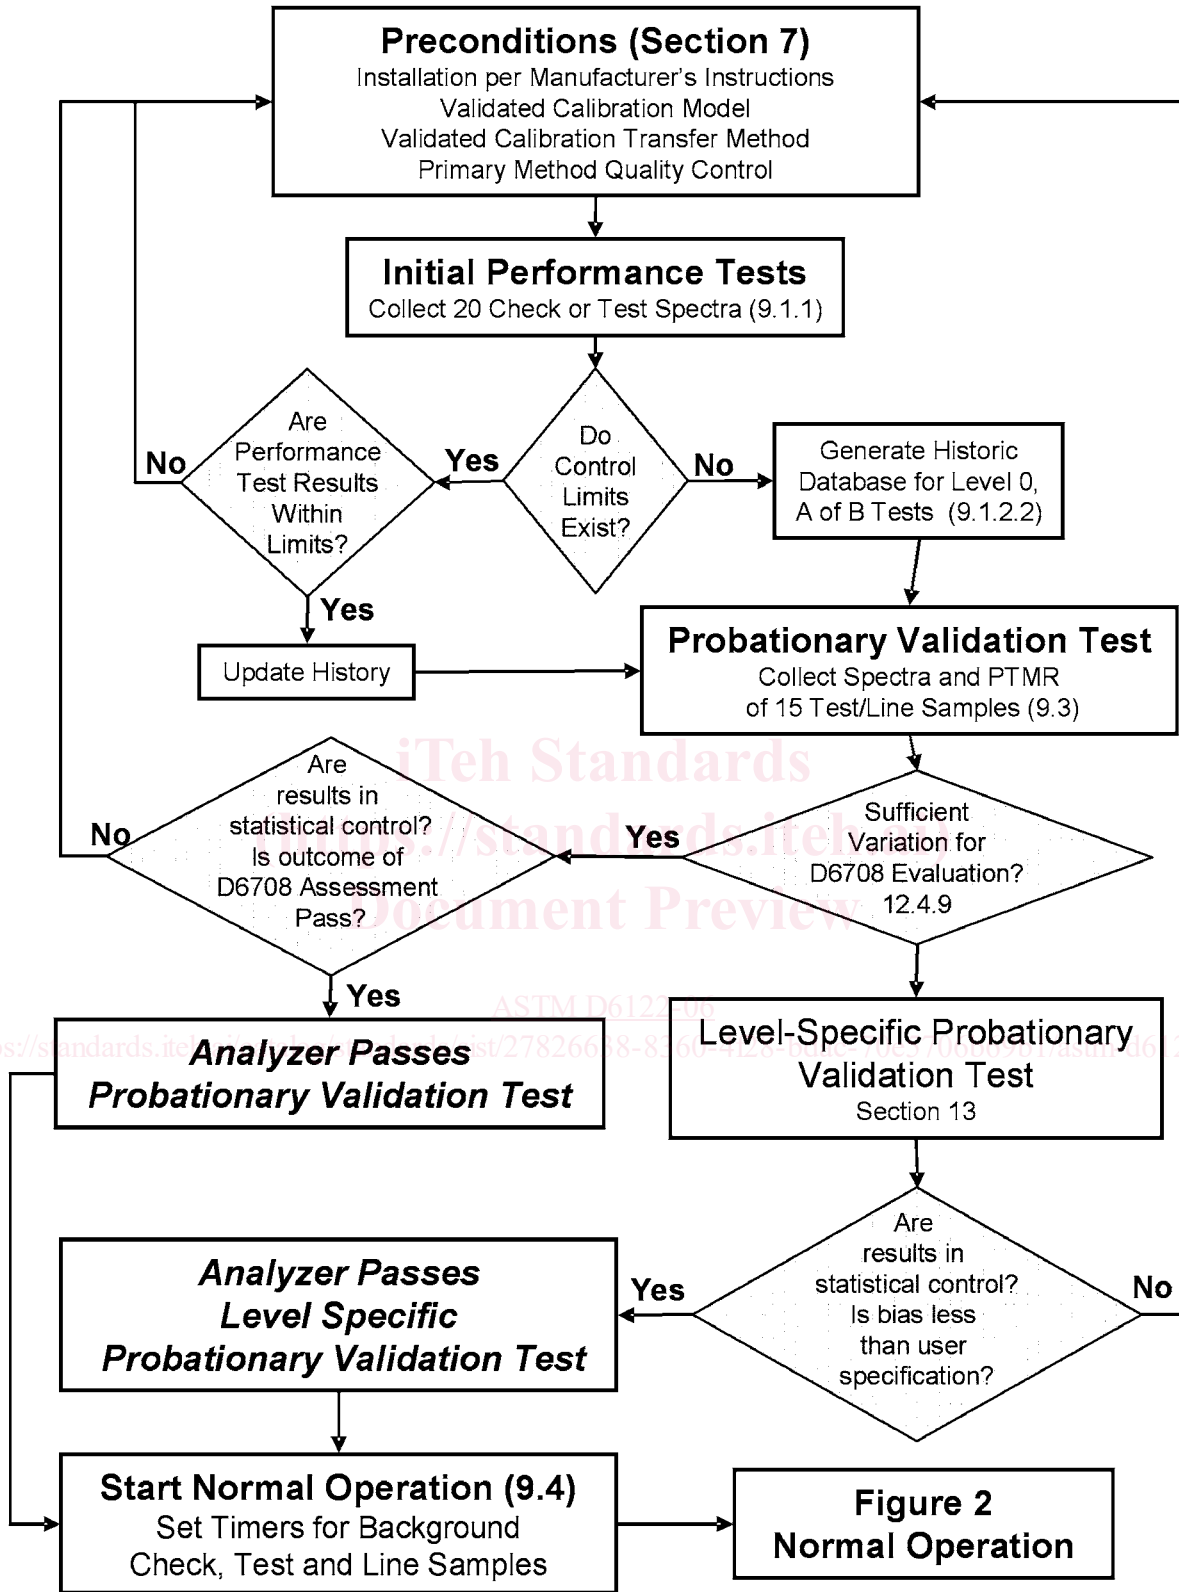 Preconditions (Section 7)
Installation per Manufacturer's Instructions
Validated Calibration Model
Validated Calibration Transfer Method
Primary Method Quality Control
Initial Performance Tests
Collect 20 Check or Test Spectra (9.1.1)
Are
Performance
Test Results
Within
Limits?
No
Yes
Do
Control
Limits
Exist?
No
Generate Historic
Database for Level 0,
A of B Tests (9.1.2.2)
Yes
Update History
Probationary Validation Test
Collect Spectra and PTMR
of 15 Test/Line Samples (9.3)
iTeh Standards
(https://standards.iteh.ai)
Document Preview
Are
results in
statistical control?
Is outcome of
D6708 Assessment
Pass?
No
Yes
Sufficient
Variation for
D6708 Evaluation?
12.4.9
Yes
ASTM D6122-06
Analyzer Passes
Probationary Validation Test
Level-Specific Probationary
Validation Test
Section 13
Are
results in
statistical control?
Is bias less
than user
specification?
Yes
No
Analyzer Passes
Level Specific
Probationary Validation Test
Start Normal Operation (9.4)
Set Timers for Background
Check, Test and Line Samples
Figure 2
Normal Operation